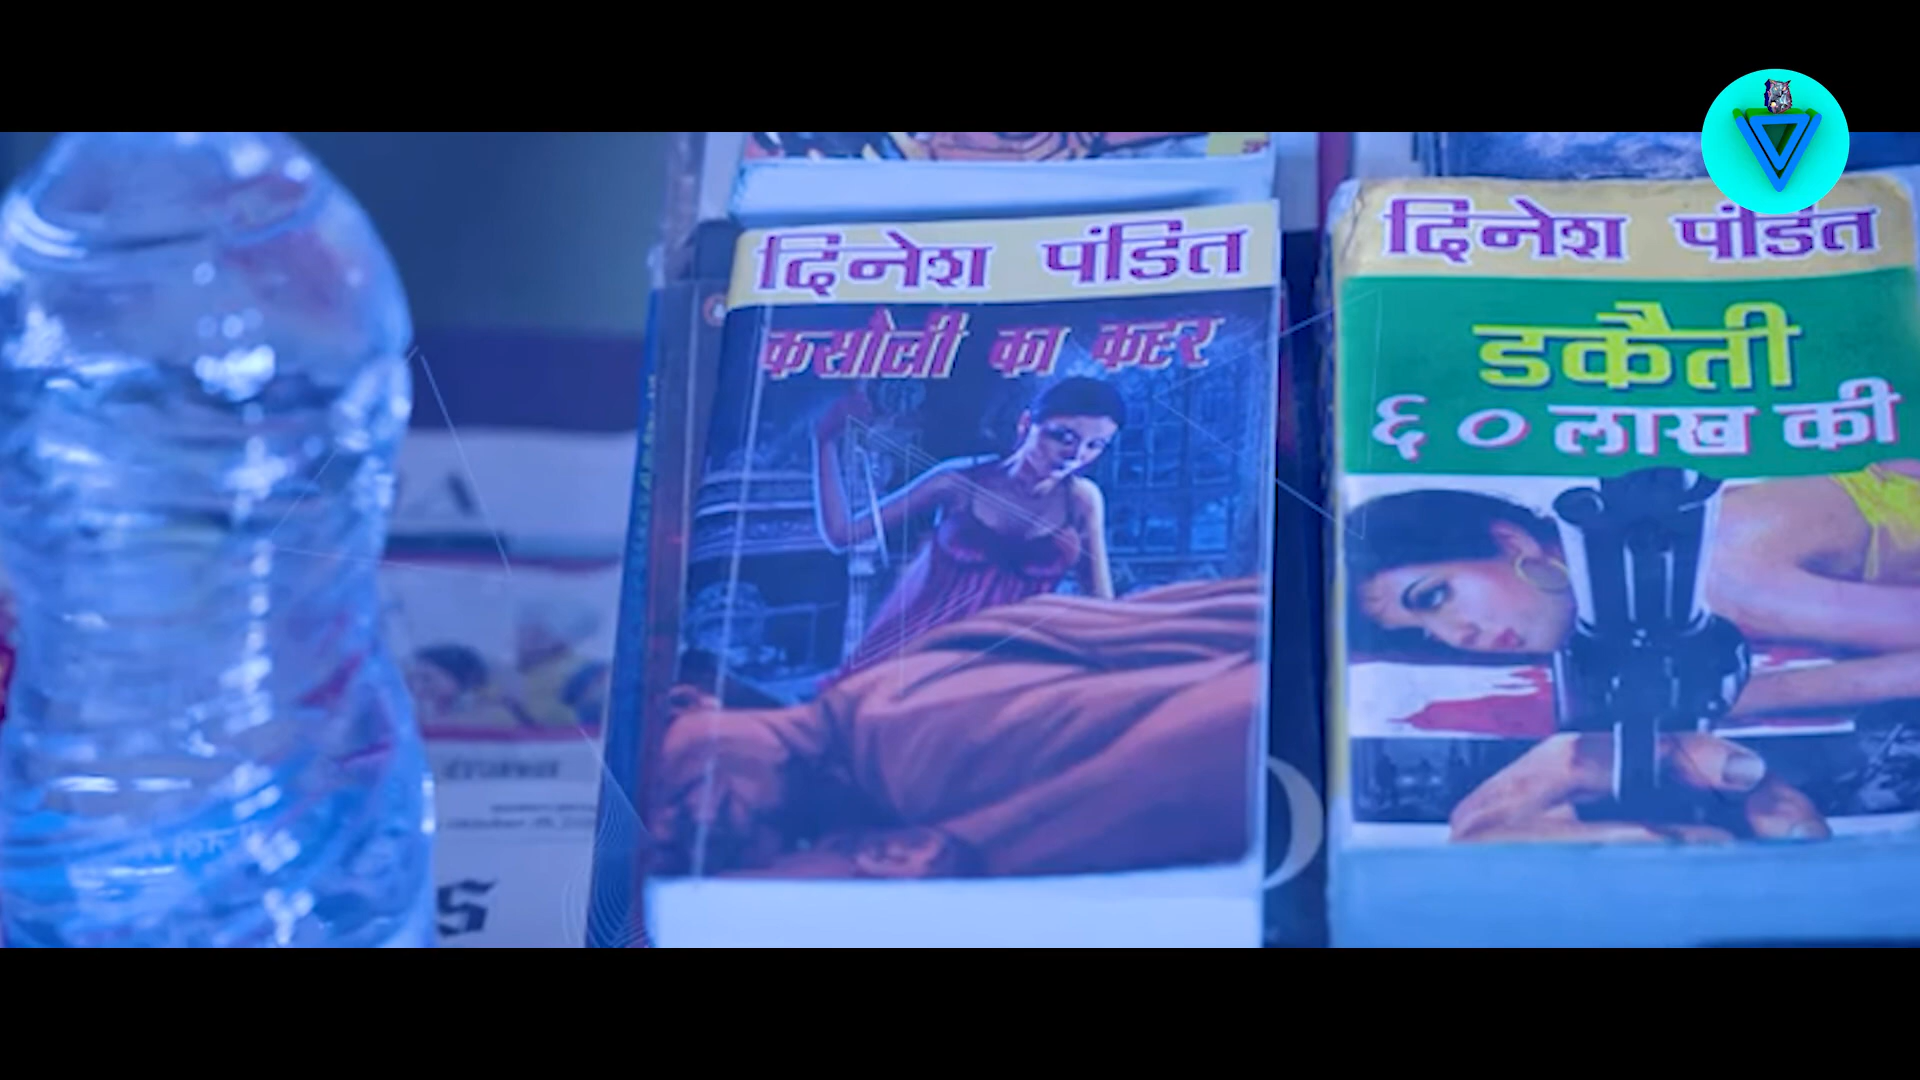 दिनेश पंडित
कसौली का कहर
दिनेश पंडित
डकैती
६० लाख की